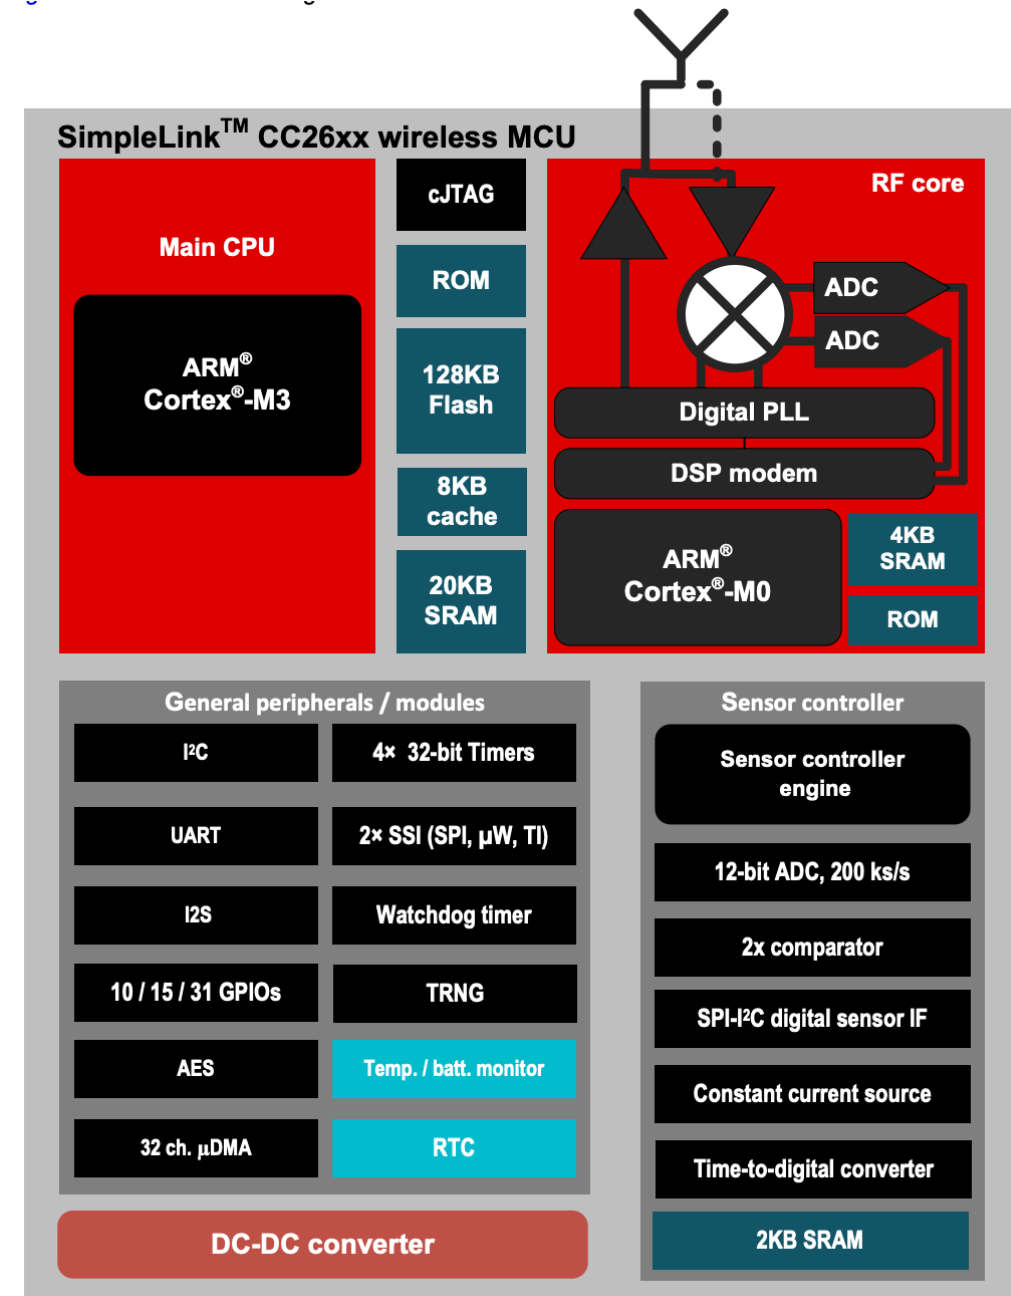 SimpleLink™ CC26xx wireless MCU
Main CPU
ARM®
Cortex®-M3
cJTAG
ROM
128KB
Flash
8KB
cache
20KB
SRAM
RF core
ADC
ADC
Digital PLL
DSP modem
ARM®
Cortex®-M0
4KB
SRAM
ROM
General peripherals / modules
I²C
4× 32-bit Timers
UART
2× SSI (SPI, µW, TI)
I2S
Watchdog timer
10 / 15 / 31 GPIOs
TRNG
AES
Temp. / batt. monitor
32 ch. µDMA
RTC
Sensor controller
Sensor controller
engine
12-bit ADC, 200 ks/s
2x comparator
SPI-I²C digital sensor IF
Constant current source
Time-to-digital converter
2KB SRAM
DC-DC converter